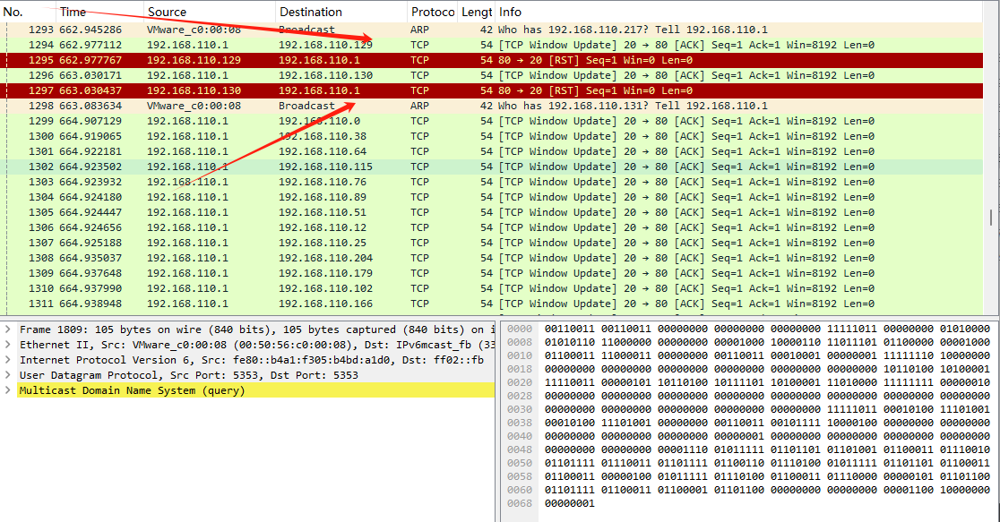 No. Time Source Destination Protoco Lengt Info
1293 662.945286 VMware_c0:00:08 Broadcast ARP 42 Who has 192.168.110.217? Tell 192.168.110.1
1294 662.977112 192.168.110.1 192.168.110.129 TCP 54 [TCP Window Update] 20 → 80 [ACK] Seq=1 Ack=1 Win=8192 Len=0
1295 662.977767 192.168.110.129 192.168.110.1 TCP 54 80 → 20 [RST] Seq=1 Win=0 Len=0
1296 663.030171 192.168.110.1 192.168.110.130 TCP 54 [TCP Window Update] 20 → 80 [ACK] Seq=1 Ack=1 Win=8192 Len=0
1297 663.030437 192.168.110.130 192.168.110.1 TCP 54 80 → 20 [RST] Seq=1 Win=0 Len=0
1298 663.083634 VMware_c0:00:08 Broadcast ARP 42 Who has 192.168.110.131? Tell 192.168.110.1
1299 664.907129 192.168.110.1 192.168.110.0 TCP 54 [TCP Window Update] 20 → 80 [ACK] Seq=1 Ack=1 Win=8192 Len=0
1300 664.919065 192.168.110.1 192.168.110.38 TCP 54 [TCP Window Update] 20 → 80 [ACK] Seq=1 Ack=1 Win=8192 Len=0
1301 664.922181 192.168.110.1 192.168.110.64 TCP 54 [TCP Window Update] 20 → 80 [ACK] Seq=1 Ack=1 Win=8192 Len=0
1302 664.923502 192.168.110.1 192.168.110.115 TCP 54 [TCP Window Update] 20 → 80 [ACK] Seq=1 Ack=1 Win=8192 Len=0
1303 664.923932 192.168.110.1 192.168.110.76 TCP 54 [TCP Window Update] 20 → 80 [ACK] Seq=1 Ack=1 Win=8192 Len=0
1304 664.924180 192.168.110.1 192.168.110.89 TCP 54 [TCP Window Update] 20 → 80 [ACK] Seq=1 Ack=1 Win=8192 Len=0
1305 664.924447 192.168.110.1 192.168.110.51 TCP 54 [TCP Window Update] 20 → 80 [ACK] Seq=1 Ack=1 Win=8192 Len=0
1306 664.924656 192.168.110.1 192.168.110.12 TCP 54 [TCP Window Update] 20 → 80 [ACK] Seq=1 Ack=1 Win=8192 Len=0
1307 664.925188 192.168.110.1 192.168.110.25 TCP 54 [TCP Window Update] 20 → 80 [ACK] Seq=1 Ack=1 Win=8192 Len=0
1308 664.935037 192.168.110.1 192.168.110.204 TCP 54 [TCP Window Update] 20 → 80 [ACK] Seq=1 Ack=1 Win=8192 Len=0
1309 664.937648 192.168.110.1 192.168.110.179 TCP 54 [TCP Window Update] 20 → 80 [ACK] Seq=1 Ack=1 Win=8192 Len=0
1310 664.937990 192.168.110.1 192.168.110.102 TCP 54 [TCP Window Update] 20 → 80 [ACK] Seq=1 Ack=1 Win=8192 Len=0
1311 664.938948 192.168.110.1 192.168.110.166 TCP 54 [TCP Window Update] 20 → 80 [ACK] Seq=1 Ack=1 Win=8192 Len=0
Frame 1809: 105 bytes on wire (840 bits), 105 bytes captured (840 bits) on i
Ethernet II, Src: VMware_c0:00:08 (00:50:56:c0:00:08), Dst: IPv6mcast_fb (33
Internet Protocol Version 6, Src: fe80::b4a1:f305:b4bd:a1d0, Dst: ff02::fb
User Datagram Protocol, Src Port: 5353, Dst Port: 5353
Multicast Domain Name System (query)
0000 00110011 00110011 00000000 00000000 00000000 11111011 00000000 01010000
0008 01010110 11000000 00000000 00001000 10000110 11011101 01100000 00000001
0010 01100011 11000011 00000000 00110011 00010001 00000001 11111110 10000000
0018 00000000 00000000 00000000 00000000 00000000 00000000 10110100 10100001
0020 11110011 00000101 10110100 10111101 10100001 11010000 11111111 00000010
0028 00000000 00000000 00000000 00000000 00000000 00000000 00000000 00000000
0030 00000000 00000000 00000000 00000000 00000000 11111011 00010100 11101001
0038 00010100 11101001 00000000 00110011 00101111 10000100 00000000 00000000
0040 00000000 00000000 00000000 00000001 00000000 00000000 00000000 00000000
0048 00000000 00000000 00001110 01011111 01101101 01101001 01100011 01110010
0050 01101111 01110011 01101111 01100110 01110100 01011111 01101101 01100011
0058 01100011 00000100 01011111 01110100 01100011 01110000 00000101 01101100
0060 01101111 01100011 01100001 01101100 00000000 00000000 00001100 10000000
0068 00000001